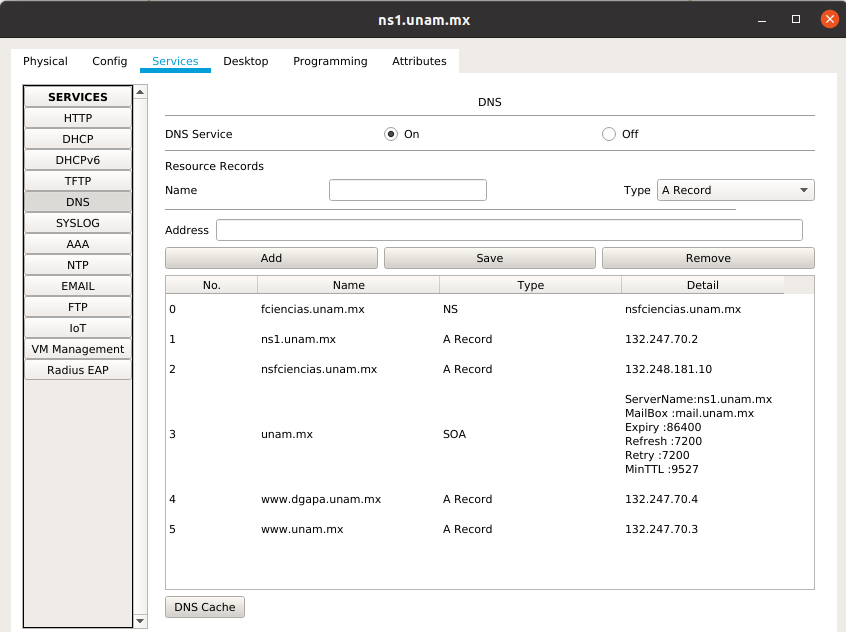 ns1.unam.mx
Physical Config Services Desktop Programming Attributes
SERVICES
HTTP
DHCP
DHCPv6
TFTP
DNS
SYSLOG
AAA
NTP
EMAIL
FTP
IoT
VM Management
Radius EAP
DNS
DNS Service On Off
Resource Records
Name Type A Record
Address
Add Save Remove
No. Name Type Detail
0 fciencias.unam.mx NS nsfciencias.unam.mx
1 ns1.unam.mx A Record 132.247.70.2
2 nsfciencias.unam.mx A Record 132.248.181.10
3 unam.mx SOA ServerName:ns1.unam.mx
MailBox :mail.unam.mx
Expiry :86400
Refresh :7200
Retry :7200
MinTTL :9527
4 www.dgapa.unam.mx A Record 132.247.70.4
5 www.unam.mx A Record 132.247.70.3
DNS Cache